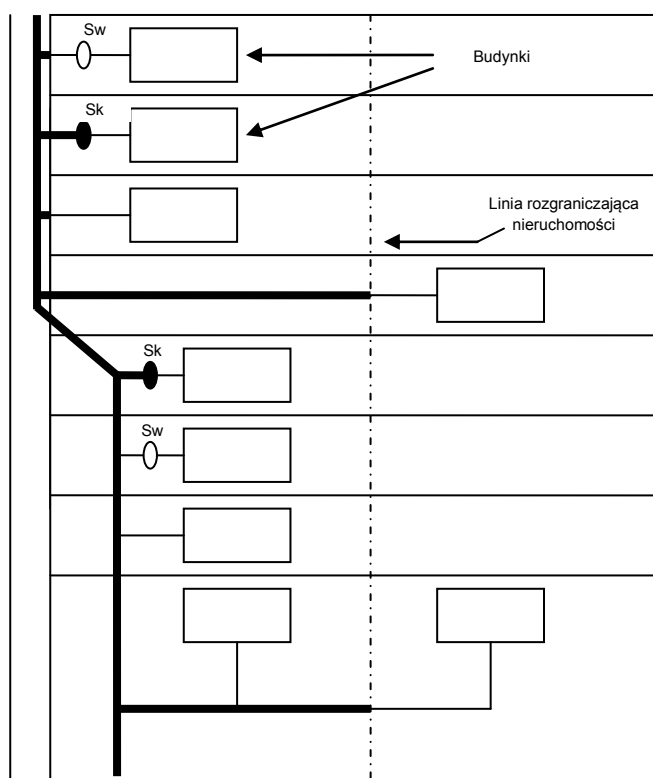 Sw
Budynki
Sk
Linia rozgraniczająca
nieruchomości
Sk
Sw